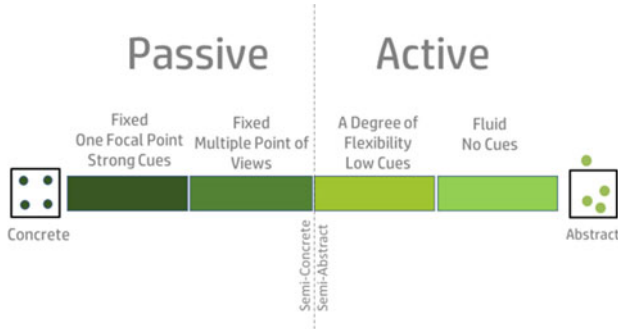 Passive
Active
Fixed
One Focal Point
Strong Cues
Fixed
Multiple Point of
Views
A Degree of
Flexibility
Low Cues
Fluid
No Cues
Concrete
Semi-Concrete
Semi-Abstract
Abstract